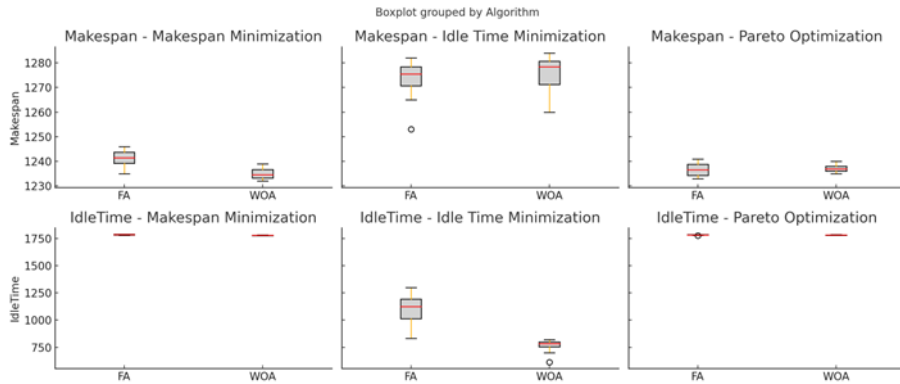 Boxplot grouped by Algorithm
Makespan - Makespan Minimization
Makespan - Idle Time Minimization
Makespan - Pareto Optimization
Makespan
1280
1270
1260
1250
1240
1230
FA
WOA
FA
WOA
FA
WOA
IdleTime - Makespan Minimization
IdleTime - Idle Time Minimization
IdleTime - Pareto Optimization
IdleTime
1750
1500
1250
1000
750
FA
WOA
FA
WOA
FA
WOA